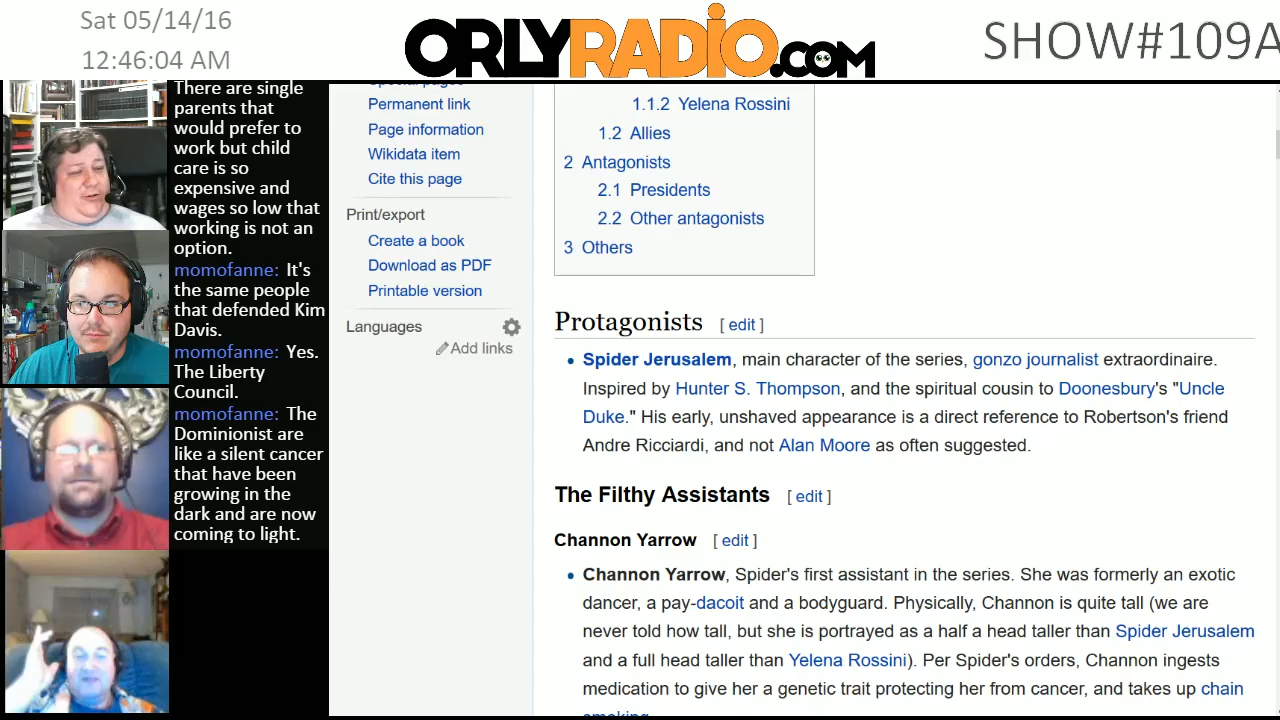 Sat 05/14/16
12:46:04 AM
ORLYRADIO.COM
SHOW#109A
There are single
parents that
would prefer to
work but child
care is so
expensive and
wages so low that
working is not an
option.
momofanne: It's
the same people
that defended Kim
Davis.
momofanne: Yes.
The Liberty
Council.
momofanne: The
Dominionist are
like a silent cancer
that have been
growing in the
dark and are now
coming to light.
Special pages
Permanent link
Page information
Wikidata item
Cite this page
Print/export
Create a book
Download as PDF
Printable version
Languages
Add links
1.1.2 Yelena Rossini
1.2 Allies
2 Antagonists
2.1 Presidents
2.2 Other antagonists
3 Others
Protagonists [ edit ]
• Spider Jerusalem, main character of the series, gonzo journalist extraordinaire.
Inspired by Hunter S. Thompson, and the spiritual cousin to Doonesbury's "Uncle
Duke." His early, unshaved appearance is a direct reference to Robertson's friend
Andre Ricciardi, and not Alan Moore as often suggested.
The Filthy Assistants [ edit ]
Channon Yarrow [ edit ]
• Channon Yarrow, Spider's first assistant in the series. She was formerly an exotic
dancer, a pay-dacoit and a bodyguard. Physically, Channon is quite tall (we are
never told how tall, but she is portrayed as a half a head taller than Spider Jerusalem
and a full head taller than Yelena Rossini). Per Spider's orders, Channon ingests
medication to give her a genetic trait protecting her from cancer, and takes up chain
smoking